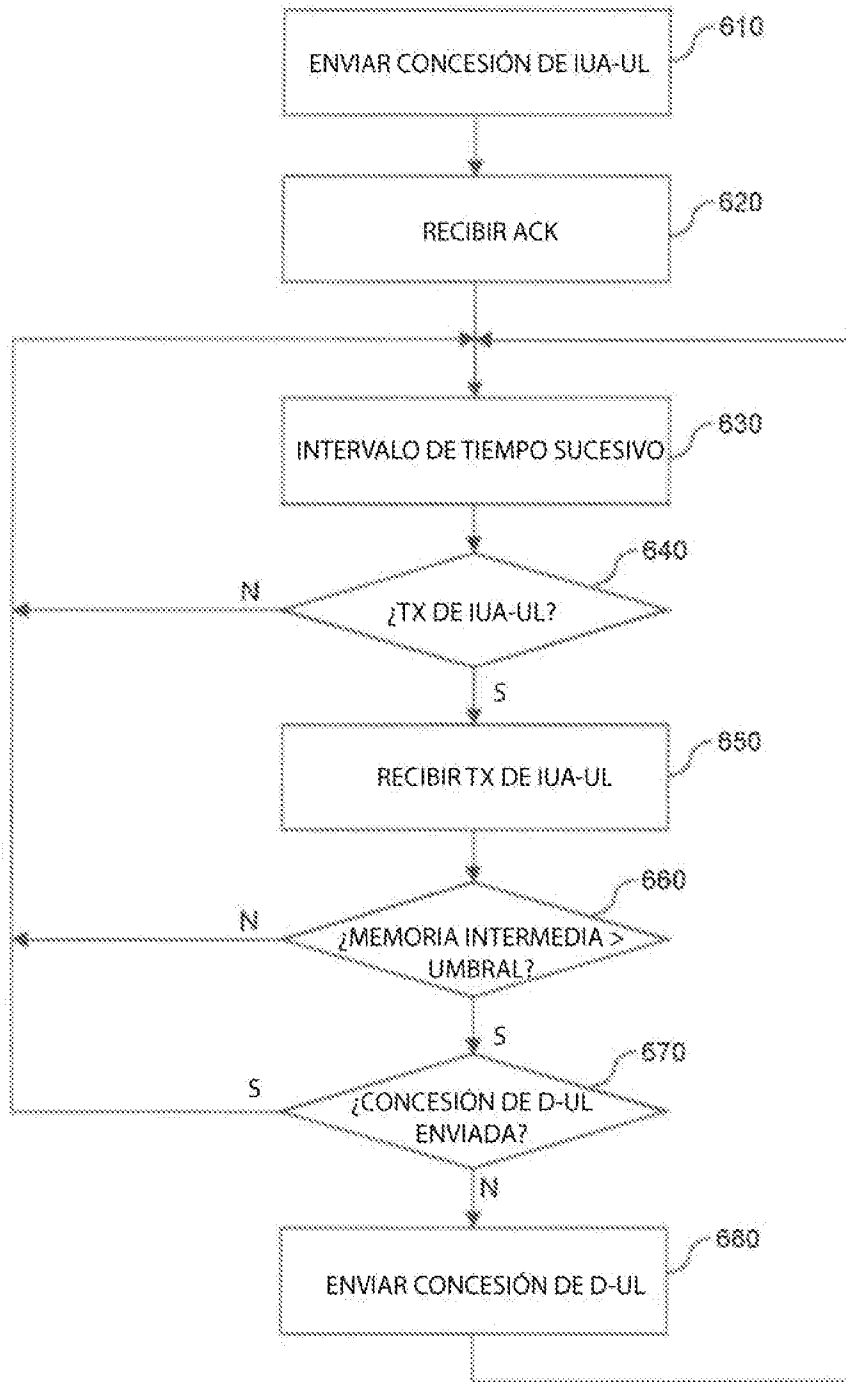 610
ENVIAR CONCESIÓN DE IUA-UL
620
RECIBIR ACK
630
INTERVALO DE TIEMPO SUCESIVO
640
N
¿TX DE IUA-UL?
S
650
RECIBIR TX DE IUA-UL
660
N
¿MEMORIA INTERMEDIA >
UMBRAL?
S
670
S
¿CONCESIÓN DE D-UL
ENVIADA?
N
680
ENVIAR CONCESIÓN DE D-UL